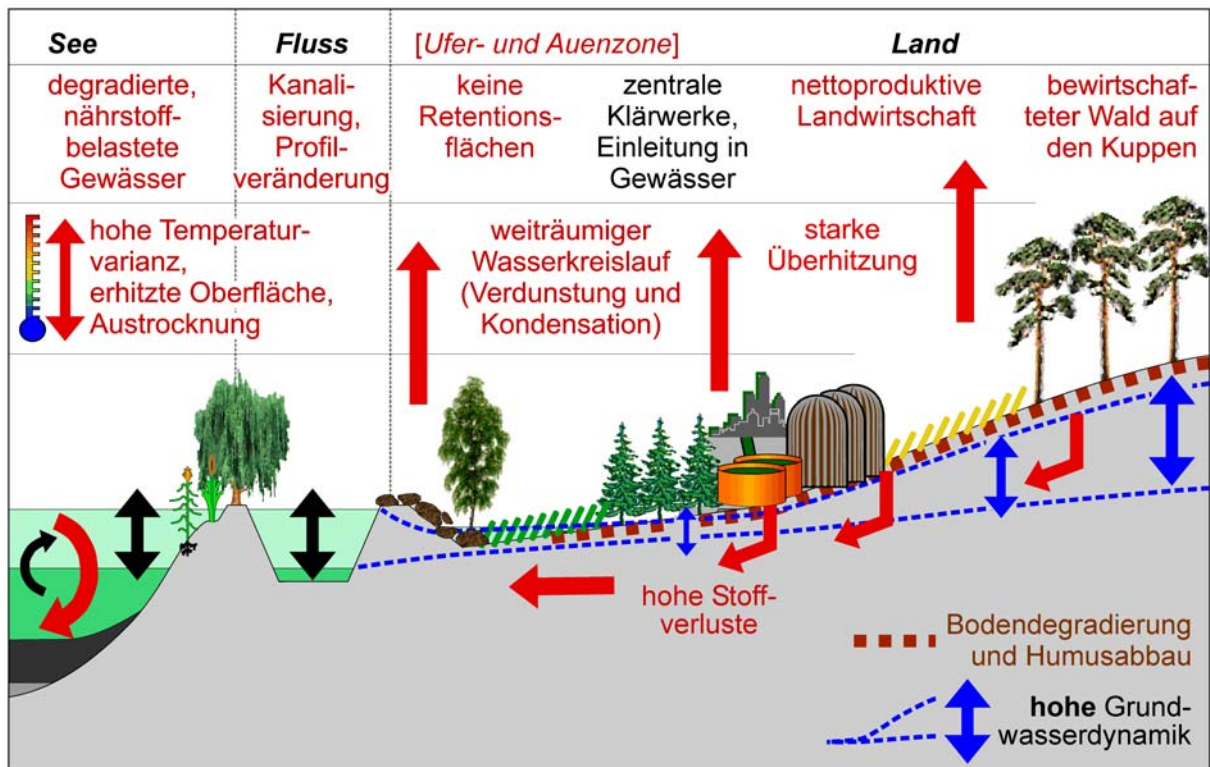 See
Fluss
[Ufer- und Auenzone]
Land
degradierte,
nährstoff-
belastete
Gewässer
Kanali-
sierung,
Profil-
veränderung
keine
Retentions-
flächen
zentrale
Klärwerke,
Einleitung in
Gewässer
nettoproduktive
Landwirtschaft
bewirtschaf-
teter Wald auf
den Kuppen
hohe Temperatur-
varianz,
erhitzte Oberfläche,
Austrocknung
weiträumiger
Wasserkreislauf
(Verdunstung und
Kondensation)
starke
Überhitzung
hohe Stoff-
verluste
Bodendegradierung
und Humusabbau
hohe Grund-
wasserdynamik